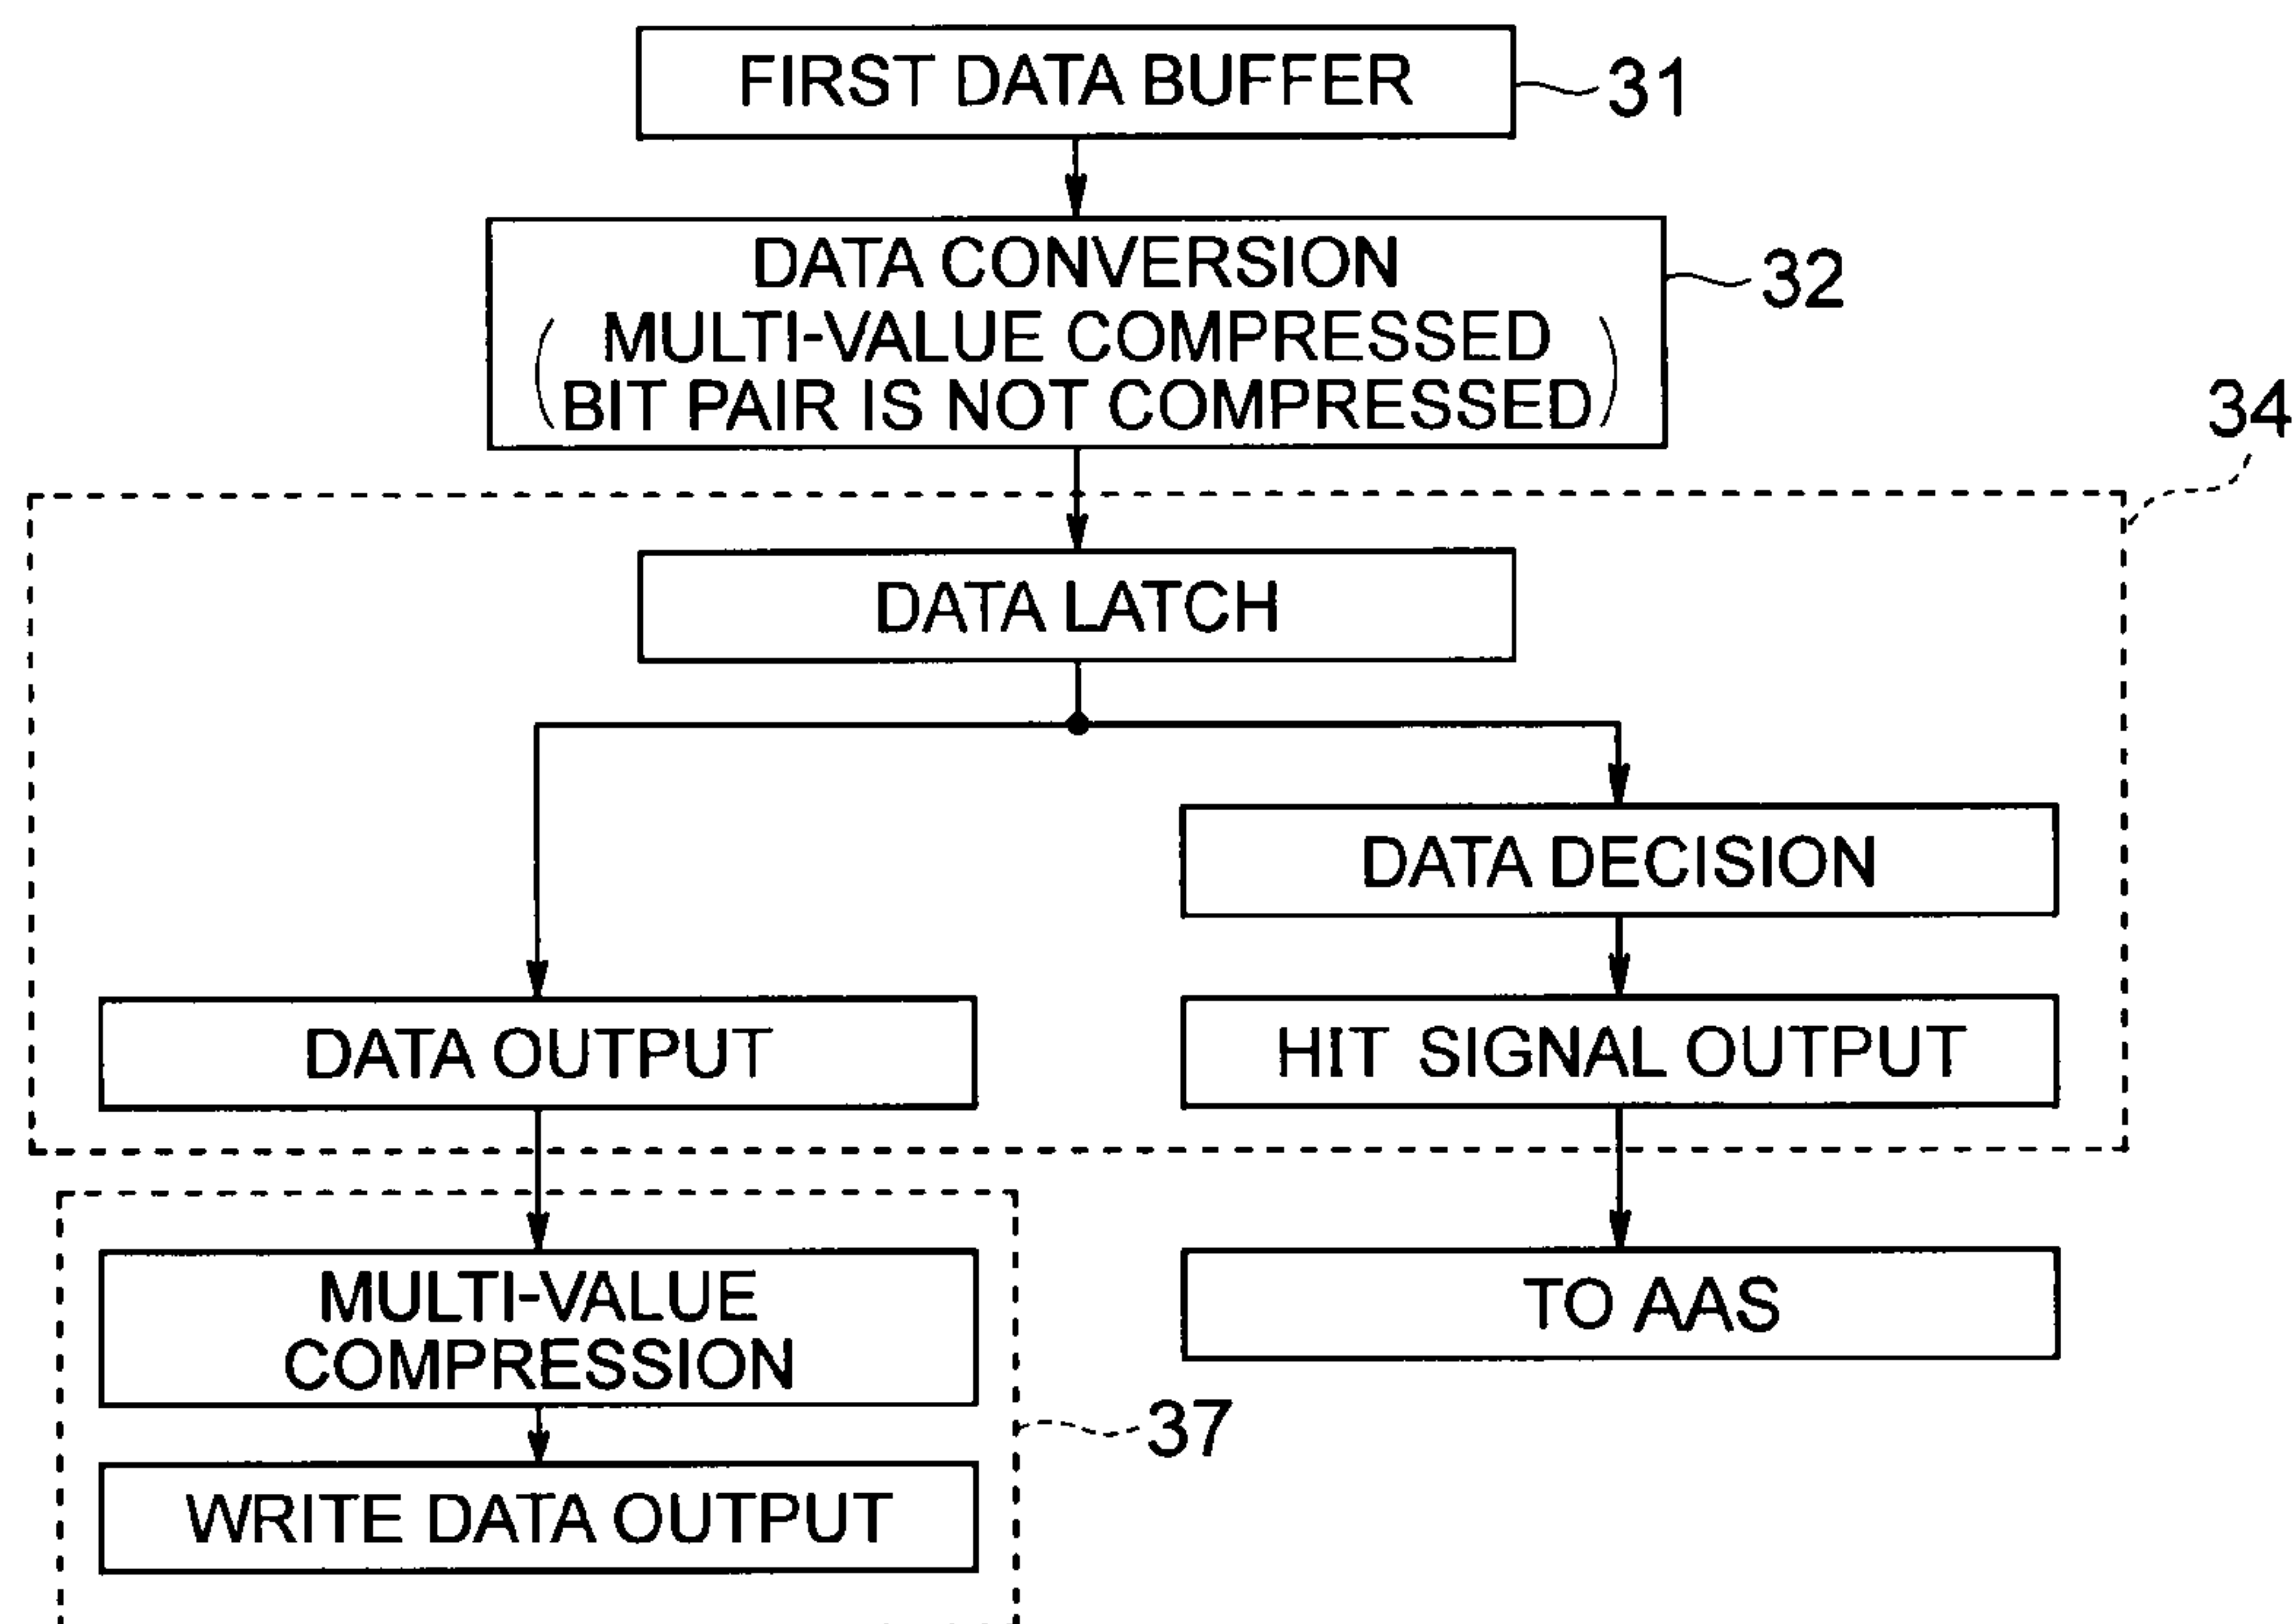 FIRST DATA BUFFER
31
DATA CONVERSION
32
(MULTI-VALUE COMPRESSED
BIT PAIR IS NOT COMPRESSED)
34
DATA LATCH
DATA DECISION
DATA OUTPUT
HIT SIGNAL OUTPUT
MULTI-VALUE
COMPRESSION
TO AAS
37
WRITE DATA OUTPUT